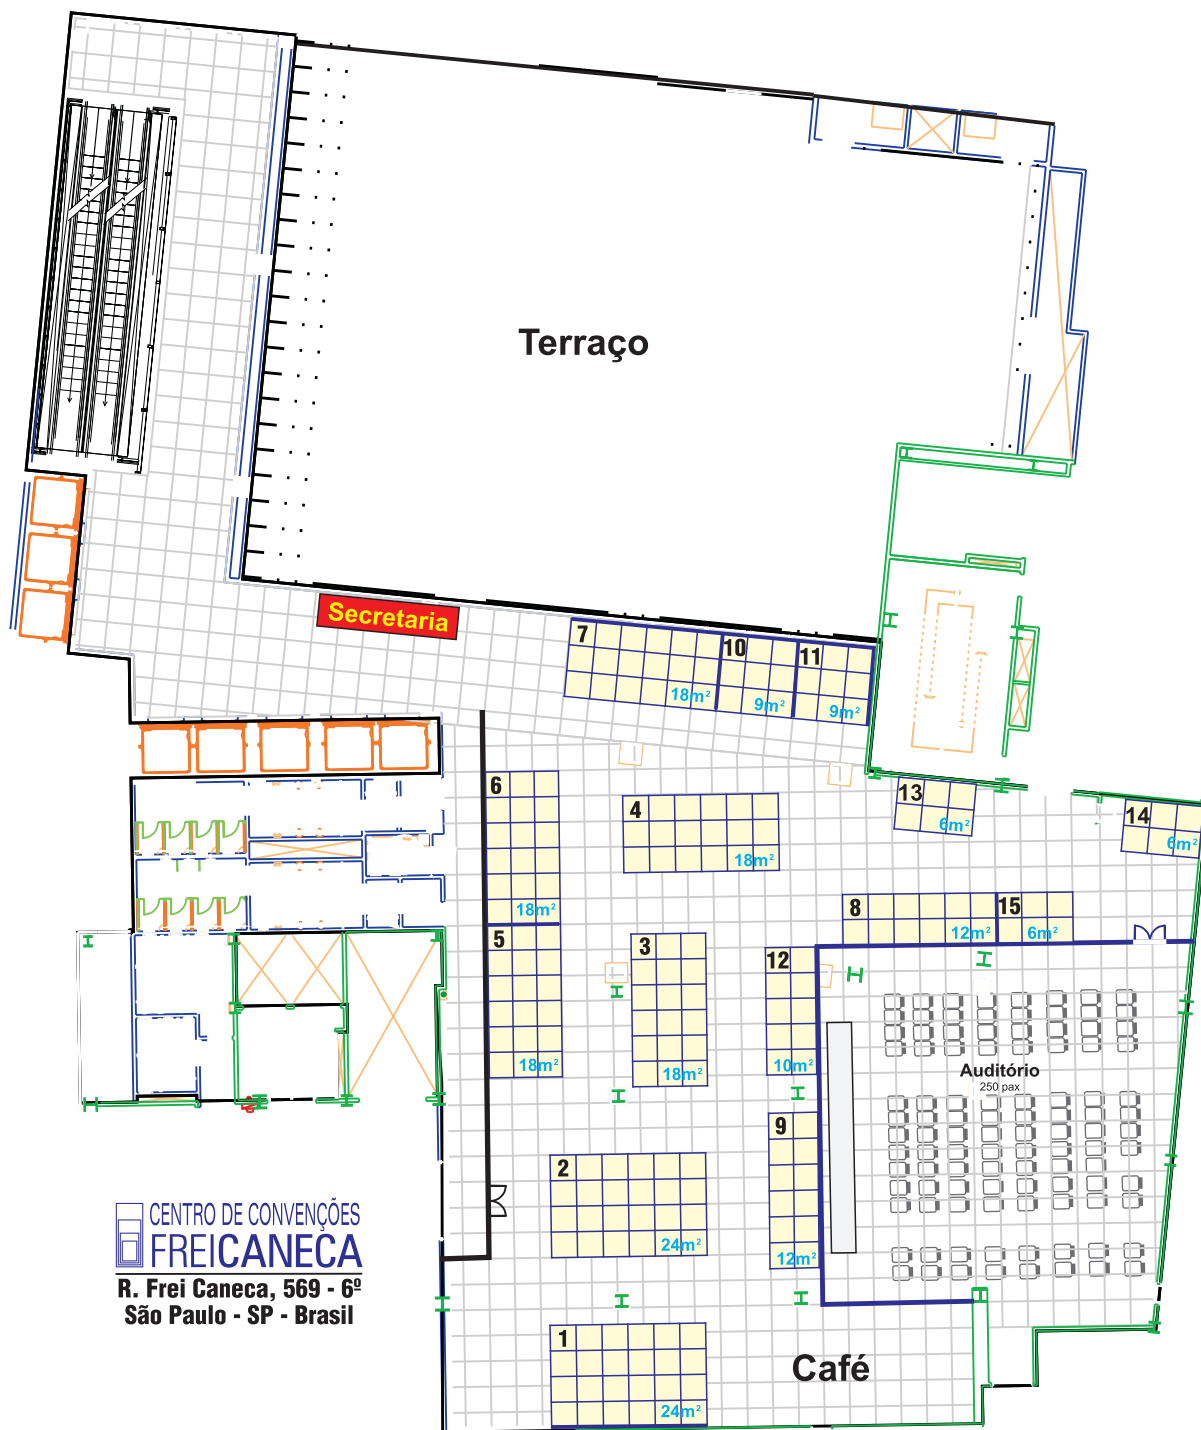 Terraço
Secretaria
7
18m²
10
9m²
11
9m²
6
18m²
4
18m²
13
6m²
14
6m²
5
18m²
3
18m²
8
12m²
15
6m²
12
10m²
Auditório
250 pax
9
12m²
2
24m²
CENTRO DE CONVENÇÕES
FREICANECA
R. Frei Caneca, 569 - 6º
São Paulo - SP - Brasil
1
24m²
Café